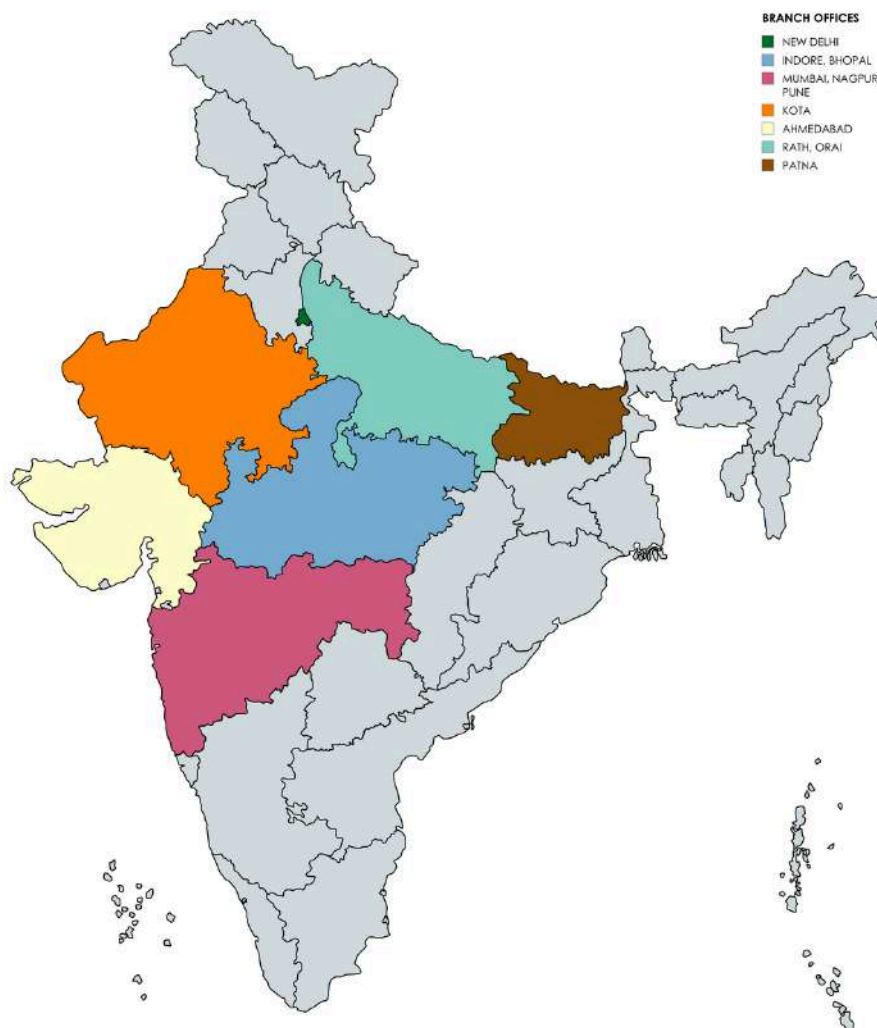 BRANCH OFFICES
NEW DELHI
INDORE, BHOPAL
MUMBAI, NAGPUR
PUNE
KOTA
AHMEDABAD
RATH, ORAI
PATNA